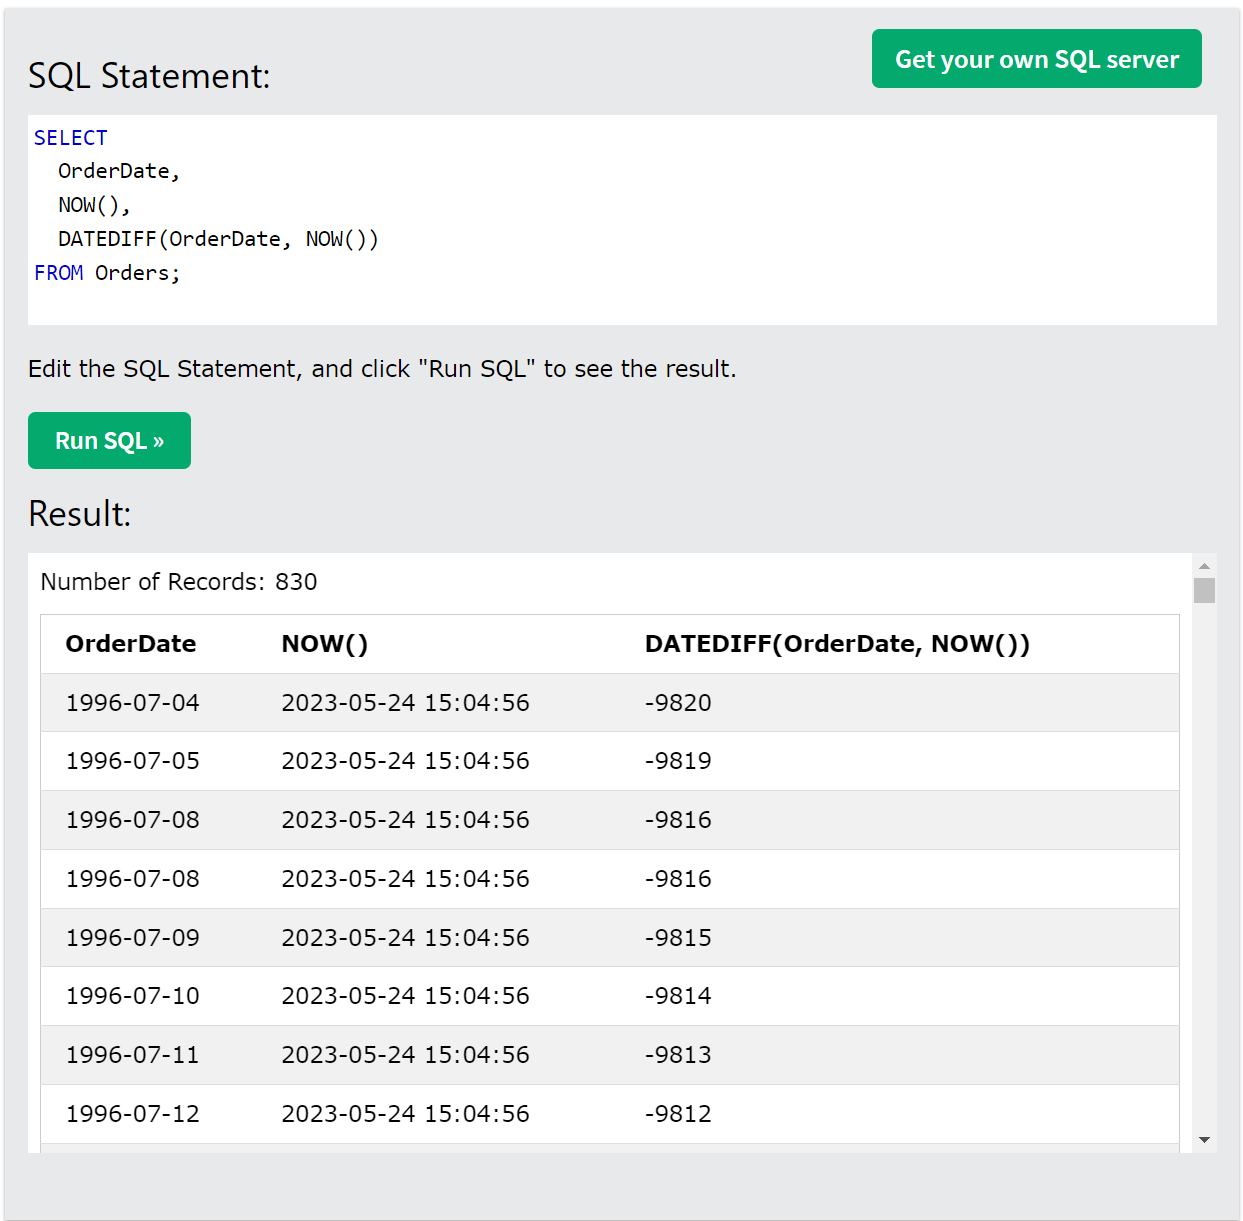 Get your own SQL server
SQL Statement:
SELECT
OrderDate,
NOW(),
DATEDIFF(OrderDate, NOW())
FROM Orders;
Edit the SQL Statement, and click "Run SQL" to see the result.
Run SQL »
Result:
Number of Records: 830
OrderDate NOW() DATEDIFF(OrderDate, NOW())
1996-07-04 2023-05-24 15:04:56 -9820
1996-07-05 2023-05-24 15:04:56 -9819
1996-07-08 2023-05-24 15:04:56 -9816
1996-07-08 2023-05-24 15:04:56 -9816
1996-07-09 2023-05-24 15:04:56 -9815
1996-07-10 2023-05-24 15:04:56 -9814
1996-07-11 2023-05-24 15:04:56 -9813
1996-07-12 2023-05-24 15:04:56 -9812